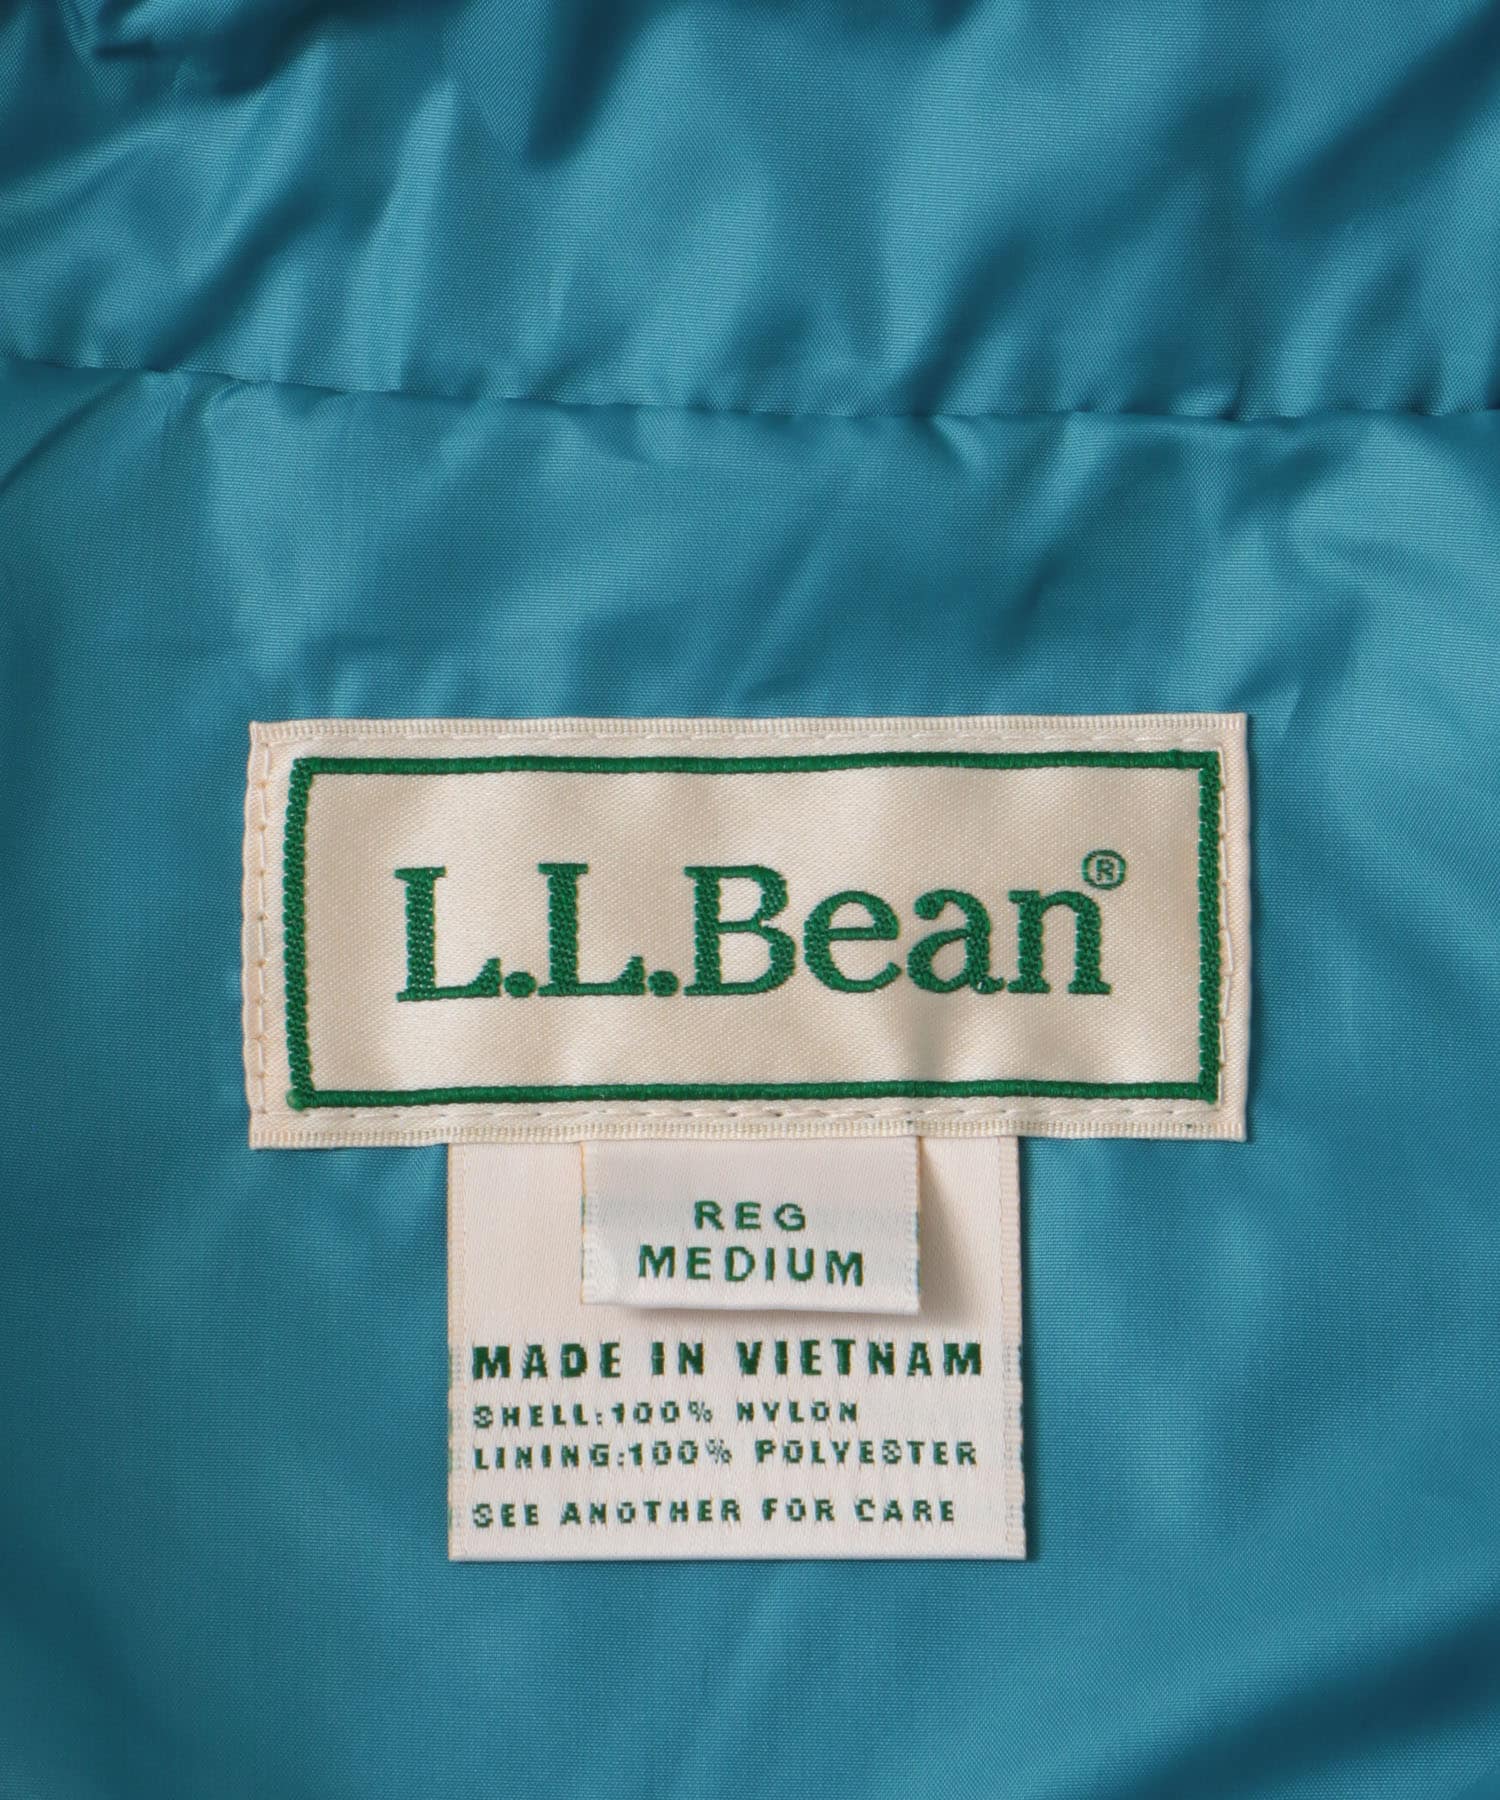 L.L.Bean®
REG
MEDIUM
MADE IN VIETNAM
SHELL:100% NYLON
LINING:100% POLYESTER
SEE ANOTHER FOR CARE